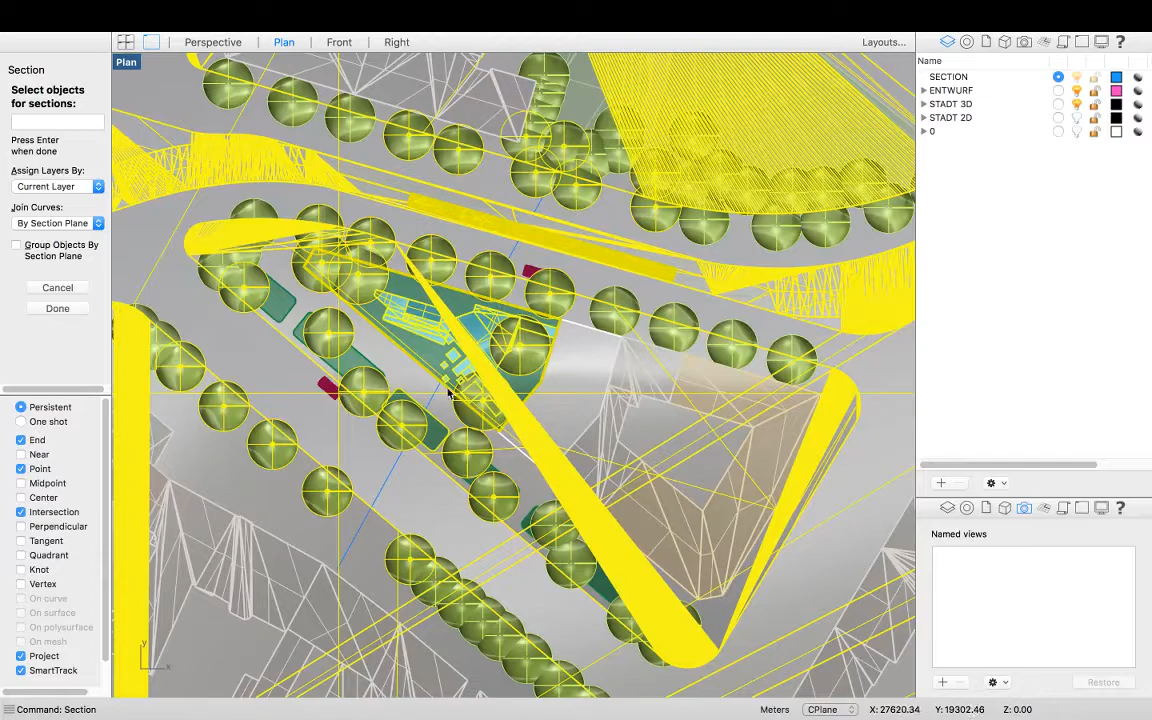 Perspective
Plan
Front
Right
Layouts...
Plan
Section
Select objects
for sections:
Press Enter
when done
Assign Layers By:
Current Layer
Join Curves:
By Section Plane
Group Objects By
Section Plane
Cancel
Done
Persistent
One shot
End
Near
Point
Midpoint
Center
Intersection
Perpendicular
Tangent
Quadrant
Knot
Vertex
On curve
On surface
On polysurface
On mesh
Project
SmartTrack
y
x
Name
SECTION
ENTWURF
STADT 3D
STADT 2D
0
Named views
Restore
Command: Section
Meters
CPlane
X: 27620.34
Y: 19302.46
Z: 0.00